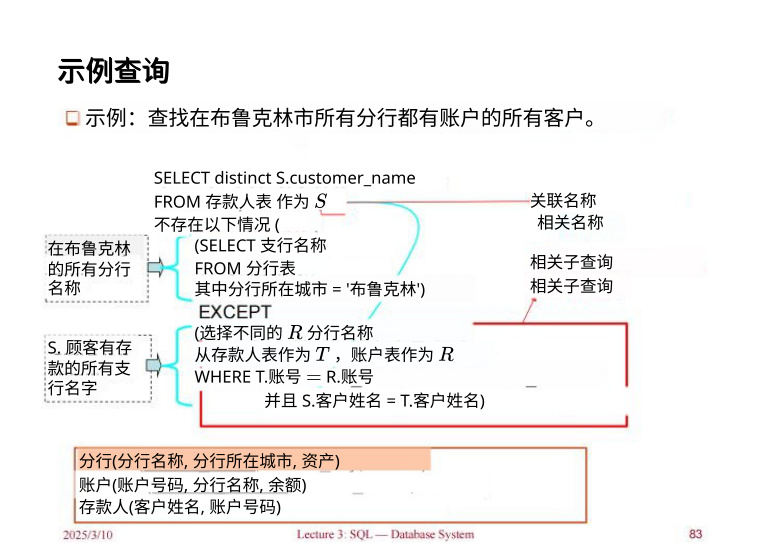 示例查询
示例：查找在布鲁克林市所有分行都有账户的所有客户。
SELECT distinct S.customer_name
FROM 存款人表 作为 S
不存在以下情况 (
(SELECT 支行名称
FROM 分行表
其中分行所在城市 = '布鲁克林')
EXCEPT
(选择不同的 R 分行名称
从存款人表作为 T ，账户表作为 R
WHERE T.账号 = R.账号
并且 S.客户姓名 = T.客户姓名)
关联名称
相关名称
相关子查询
相关子查询
在布鲁克林
的所有分行
名称
S. 顾客有存
款的所有支
行名字
分行(分行名称, 分行所在城市, 资产)
账户(账户号码, 分行名称, 余额)
存款人(客户姓名, 账户号码)
2025/3/10
Lecture 3: SQL — Database System
83